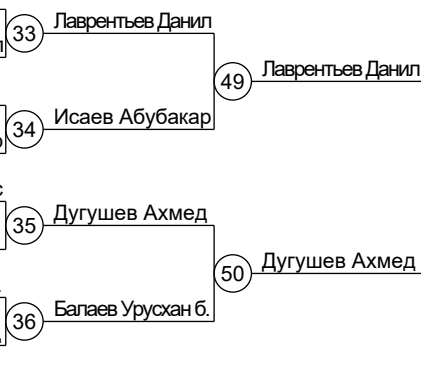 33 Лаврентьев Данил
49 Лаврентьев Данил
34 Исаев Абубакар
35 Дугушев Ахмед
50 Дугушев Ахмед
36 Балаев Урусхан б.